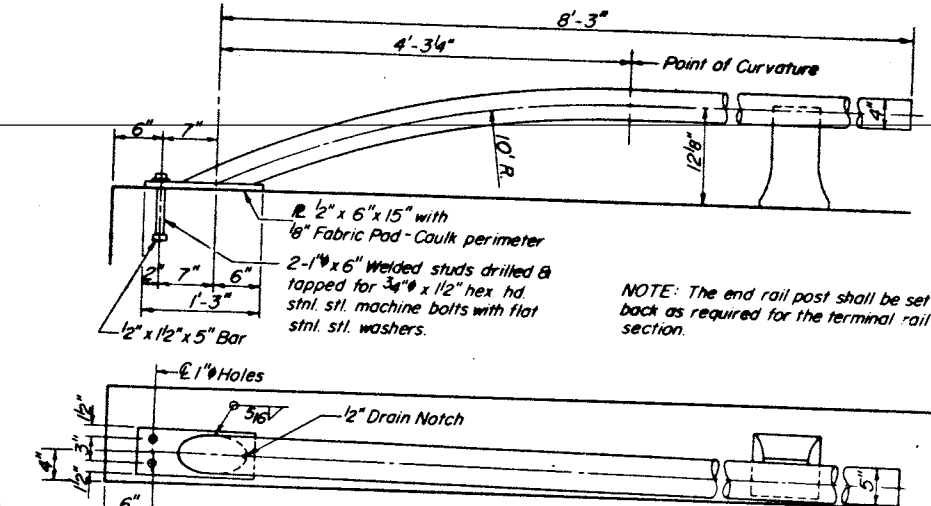 8'-3"
4'-3¼"
Point of Curvature
6" 7"
4"
10' R.
12⅛"
℄ ½" x 6" x 15" with
⅛" Fabric Pad - Caulk perimeter
2-1"φ x 6" Welded studs drilled &
tapped for ¾"φ x 1½" hex. hd.
stnl. stl. machine bolts with flat
stnl. stl. washers.
2" 7" 6"
1'-3"
½" x 1½" x 5" Bar
NOTE: The end rail post shall be set
back as required for the terminal rail
section.
℄ 1"φ Holes
5/16
½" Drain Notch
1½"
3"
4"
1½"
6"
5"